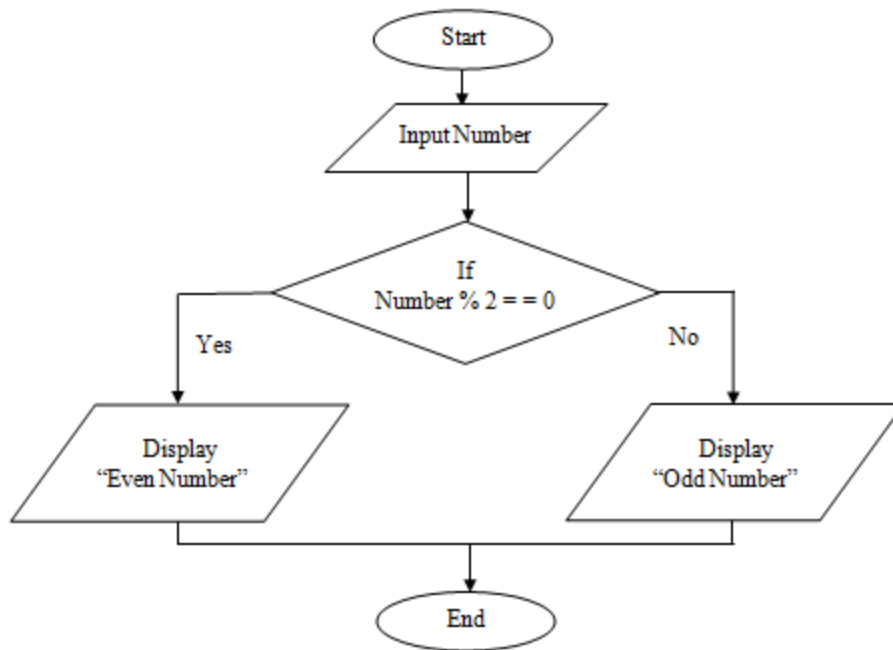 Start
Input Number
If
Number % 2 = = 0
Yes
No
Display
“Even Number”
Display
“Odd Number”
End